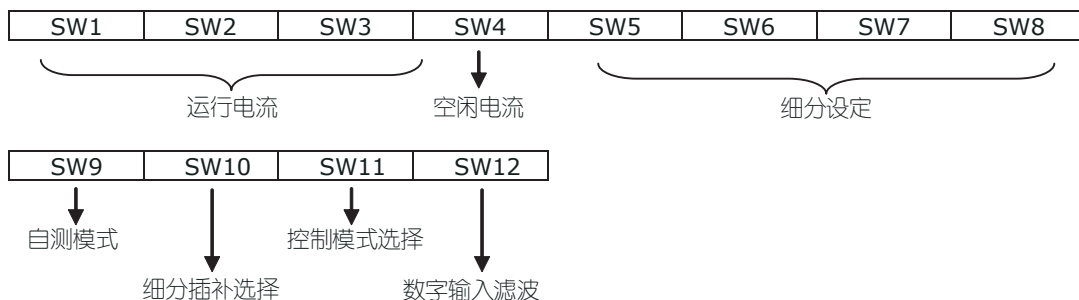 SW1 SW2 SW3 SW4 SW5 SW6 SW7 SW8
运行电流 空闲电流 细分设定
SW9 SW10 SW11 SW12
自测模式 控制模式选择
细分插补选择 数字输入滤波